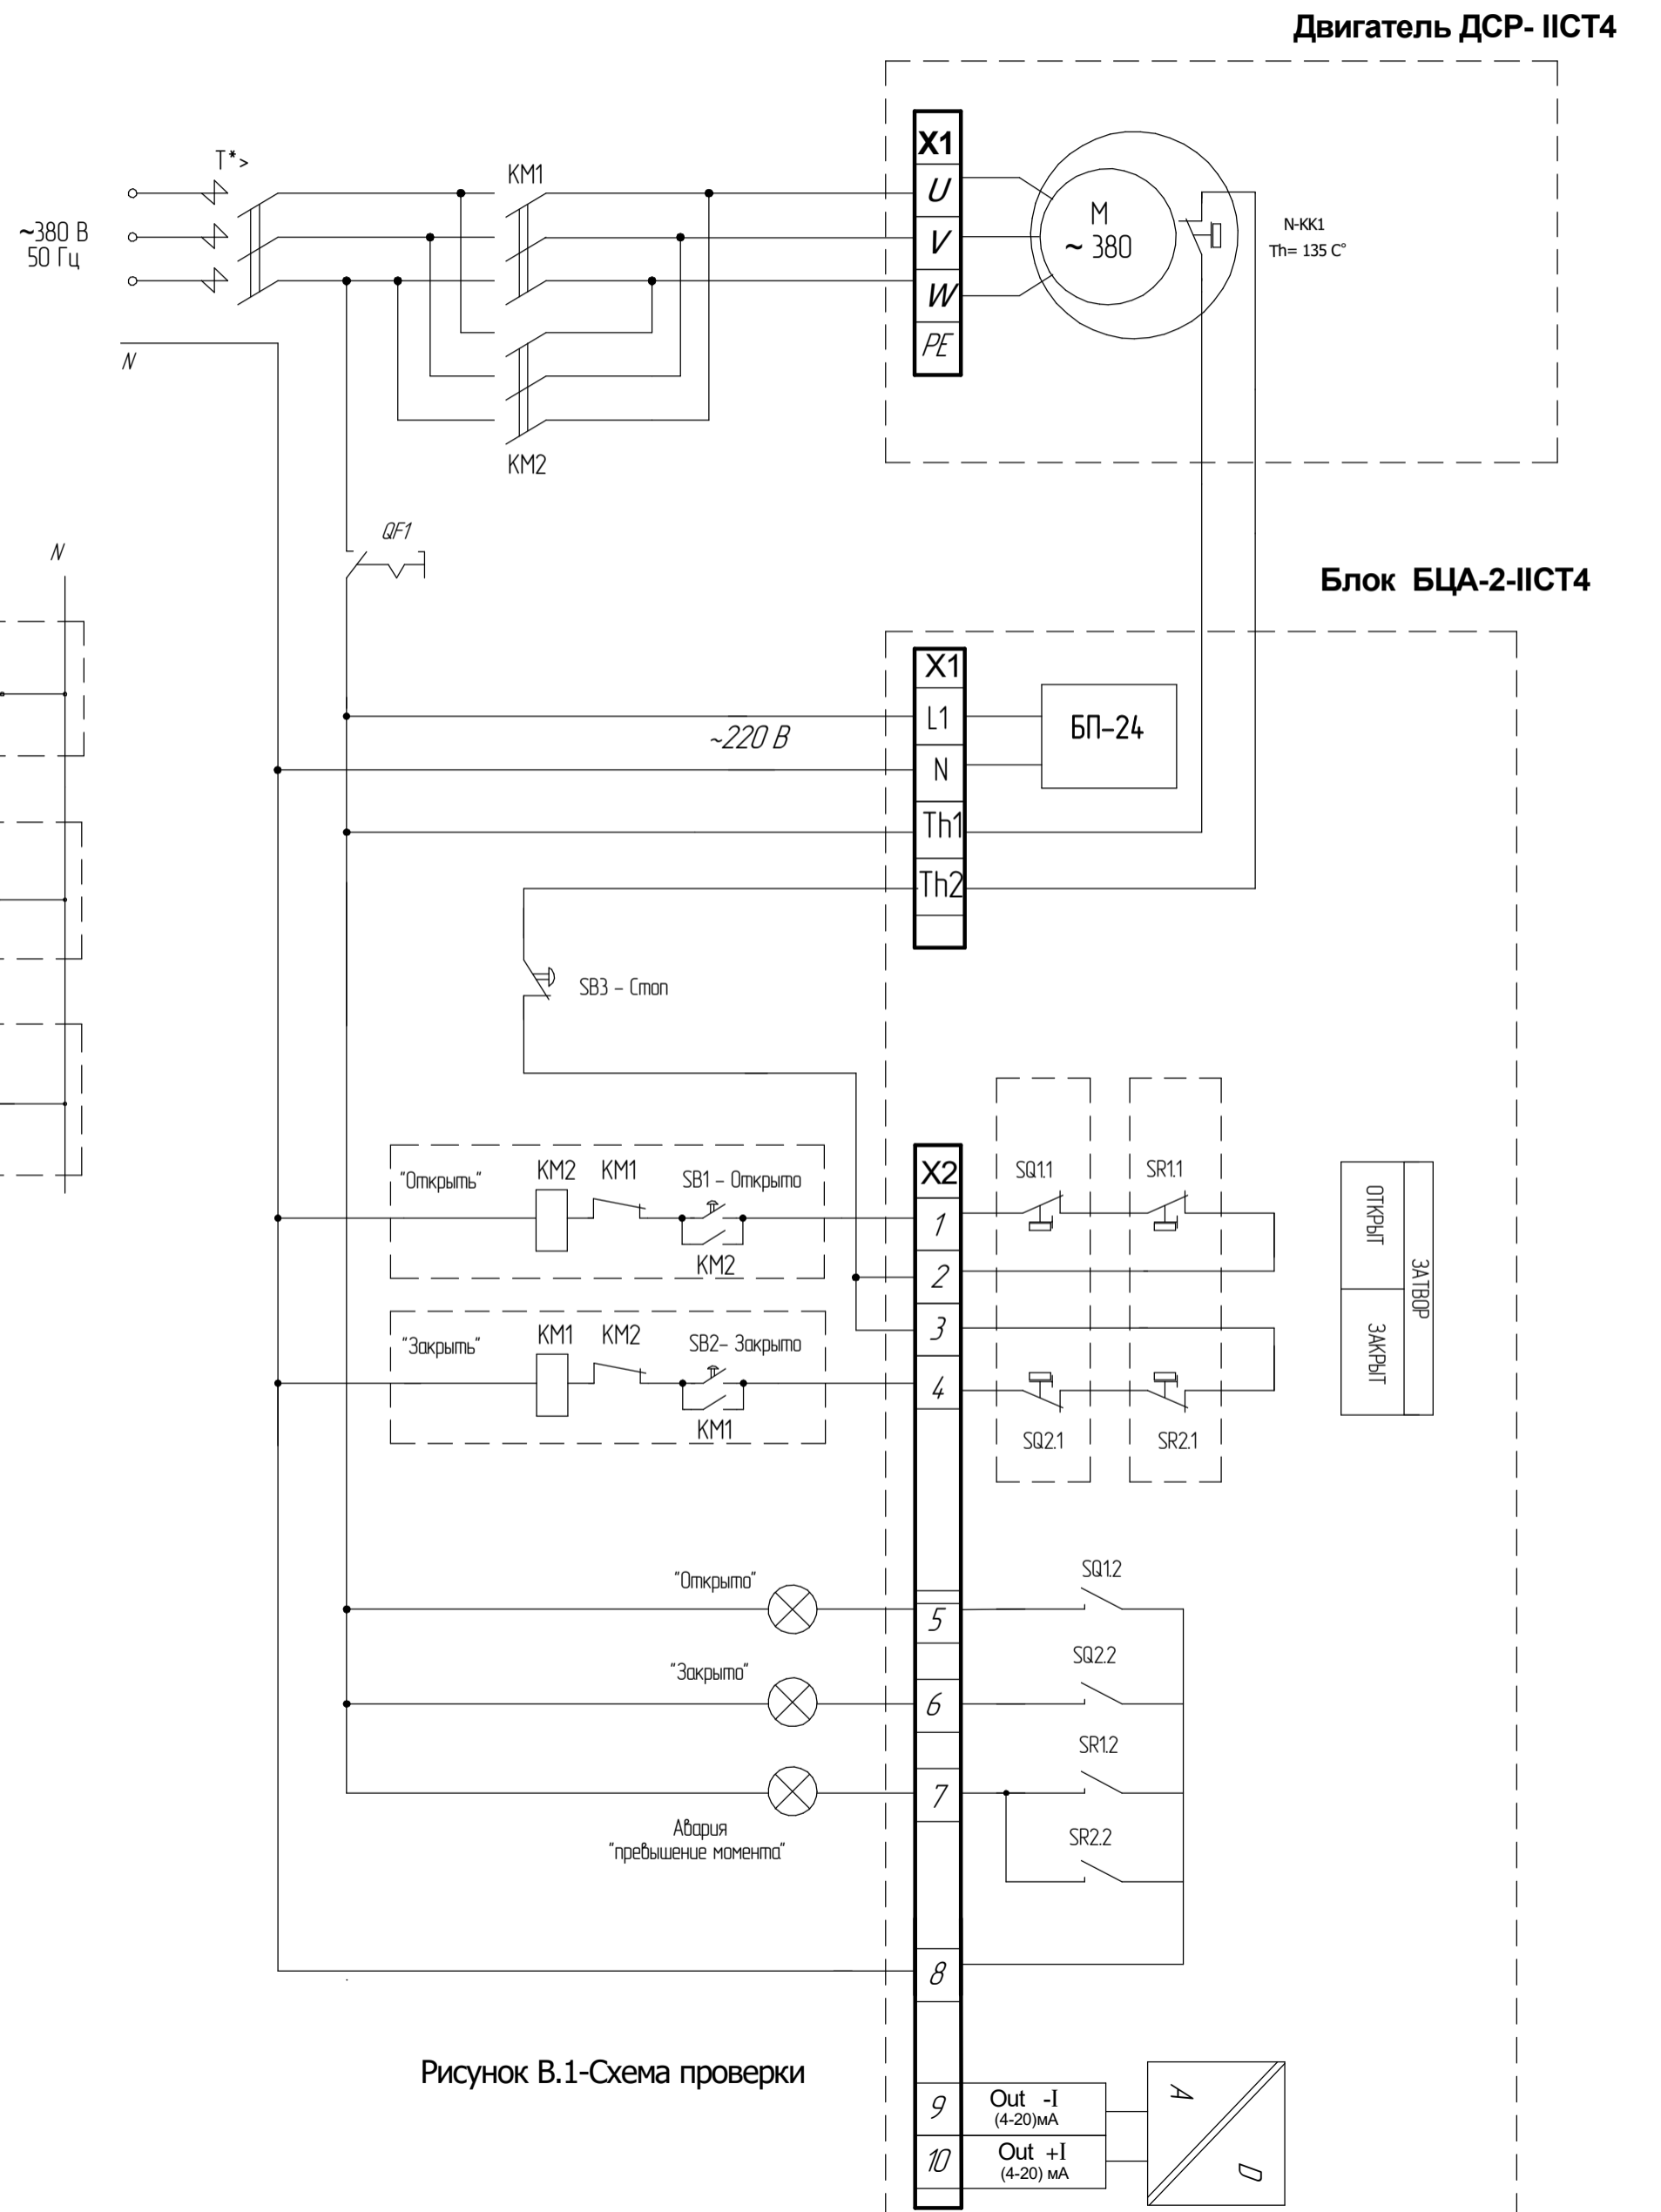 Двигатель ДСР- IICT4
T*>
~380 В
50 Гц
N
KM1
KM2
X1
U
V
W
PE
M
~ 380
N-KK1
Th= 135 C°
N
QF1
Блок БЦА-2-IICT4
~220 В
X1
L1
N
Th1
Th2
БП-24
SB3 - Стоп
"Открыть"
KM2
KM1
SB1 - Открыто
KM2
"Закрыть"
KM1
KM2
SB2- Закрыто
KM1
X2
1
2
3
4
5
6
7
8
9
10
SQ1.1
SR1.1
SQ2.1
SR2.1
ОТКРЫТ
ЗАКРЫТ
ЗАТВОР
"Открыто"
"Закрыто"
Авария
"превышение момента"
SQ1.2
SQ2.2
SR1.2
SR2.2
Out -I
(4-20)мА
Out +I
(4-20) мА
A
D
Рисунок В.1-Схема проверки